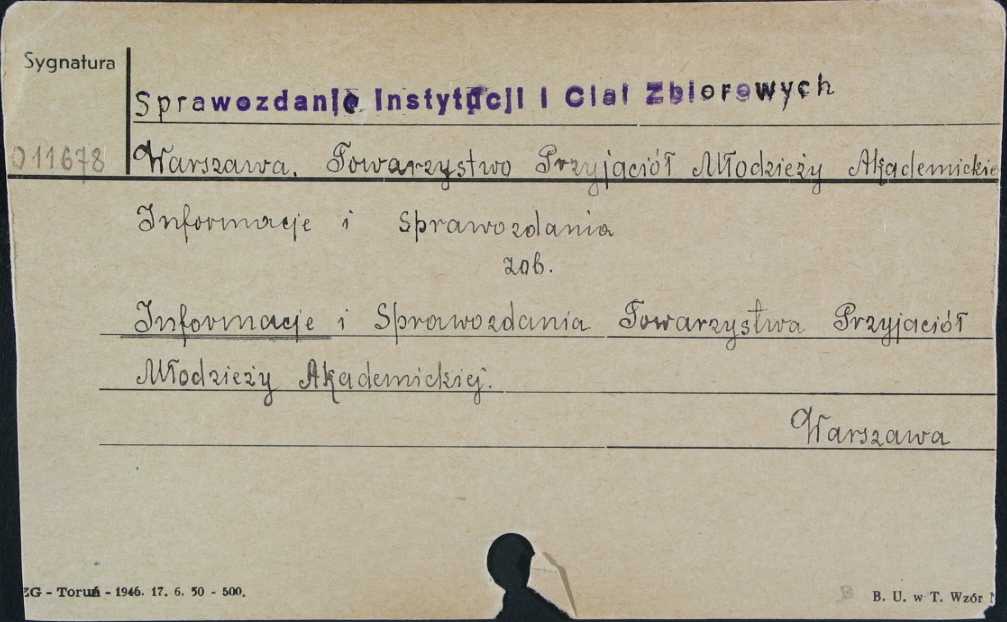 Sygnatura
Sprawozdanie Instytucji i Ciał Zbiorowych
011678
Warszawa. Towarzystwo Przyjaciół Młodzieży Akademickie
Informacje i Sprawozdania
zob.
Informacje i Sprawozdania Towarzystwa Przyjaciół
Młodzieży Akademickiej.
Warszawa
ZG - Toruń - 1946. 17. 6. 50 - 500.
B. U. w T. Wzór